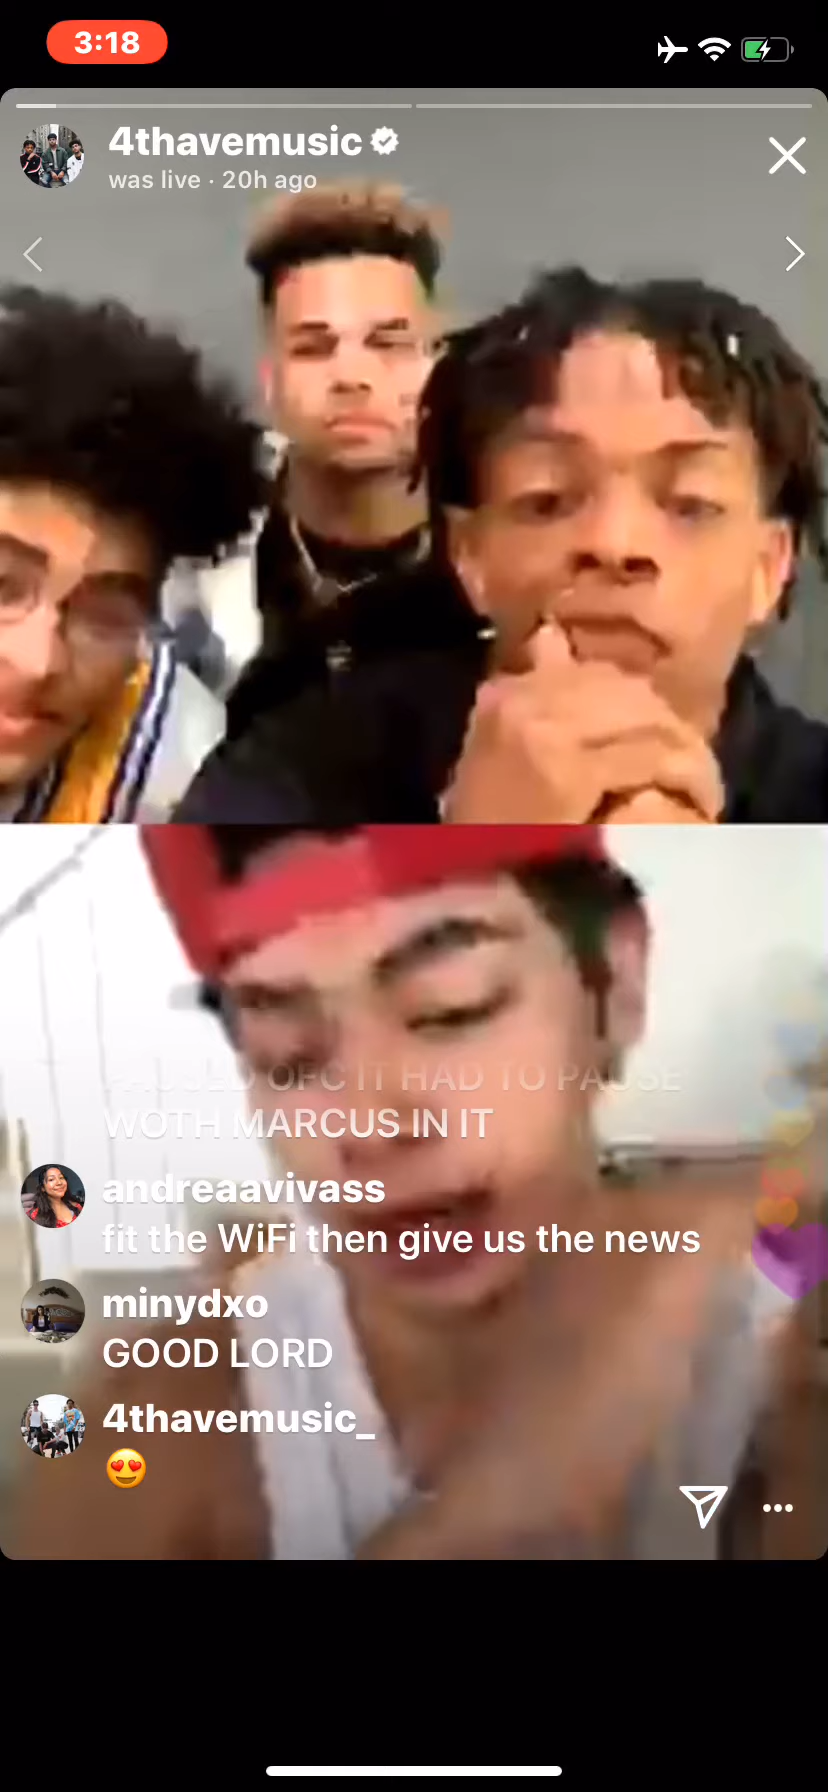 3:18
4thavemusic
was live · 20h ago
PAUSED OFC IT HAD TO PAUSE
WOTH MARCUS IN IT
andreaavivass
fit the WiFi then give us the news
minydxo
GOOD LORD
4thavemusic_
😍